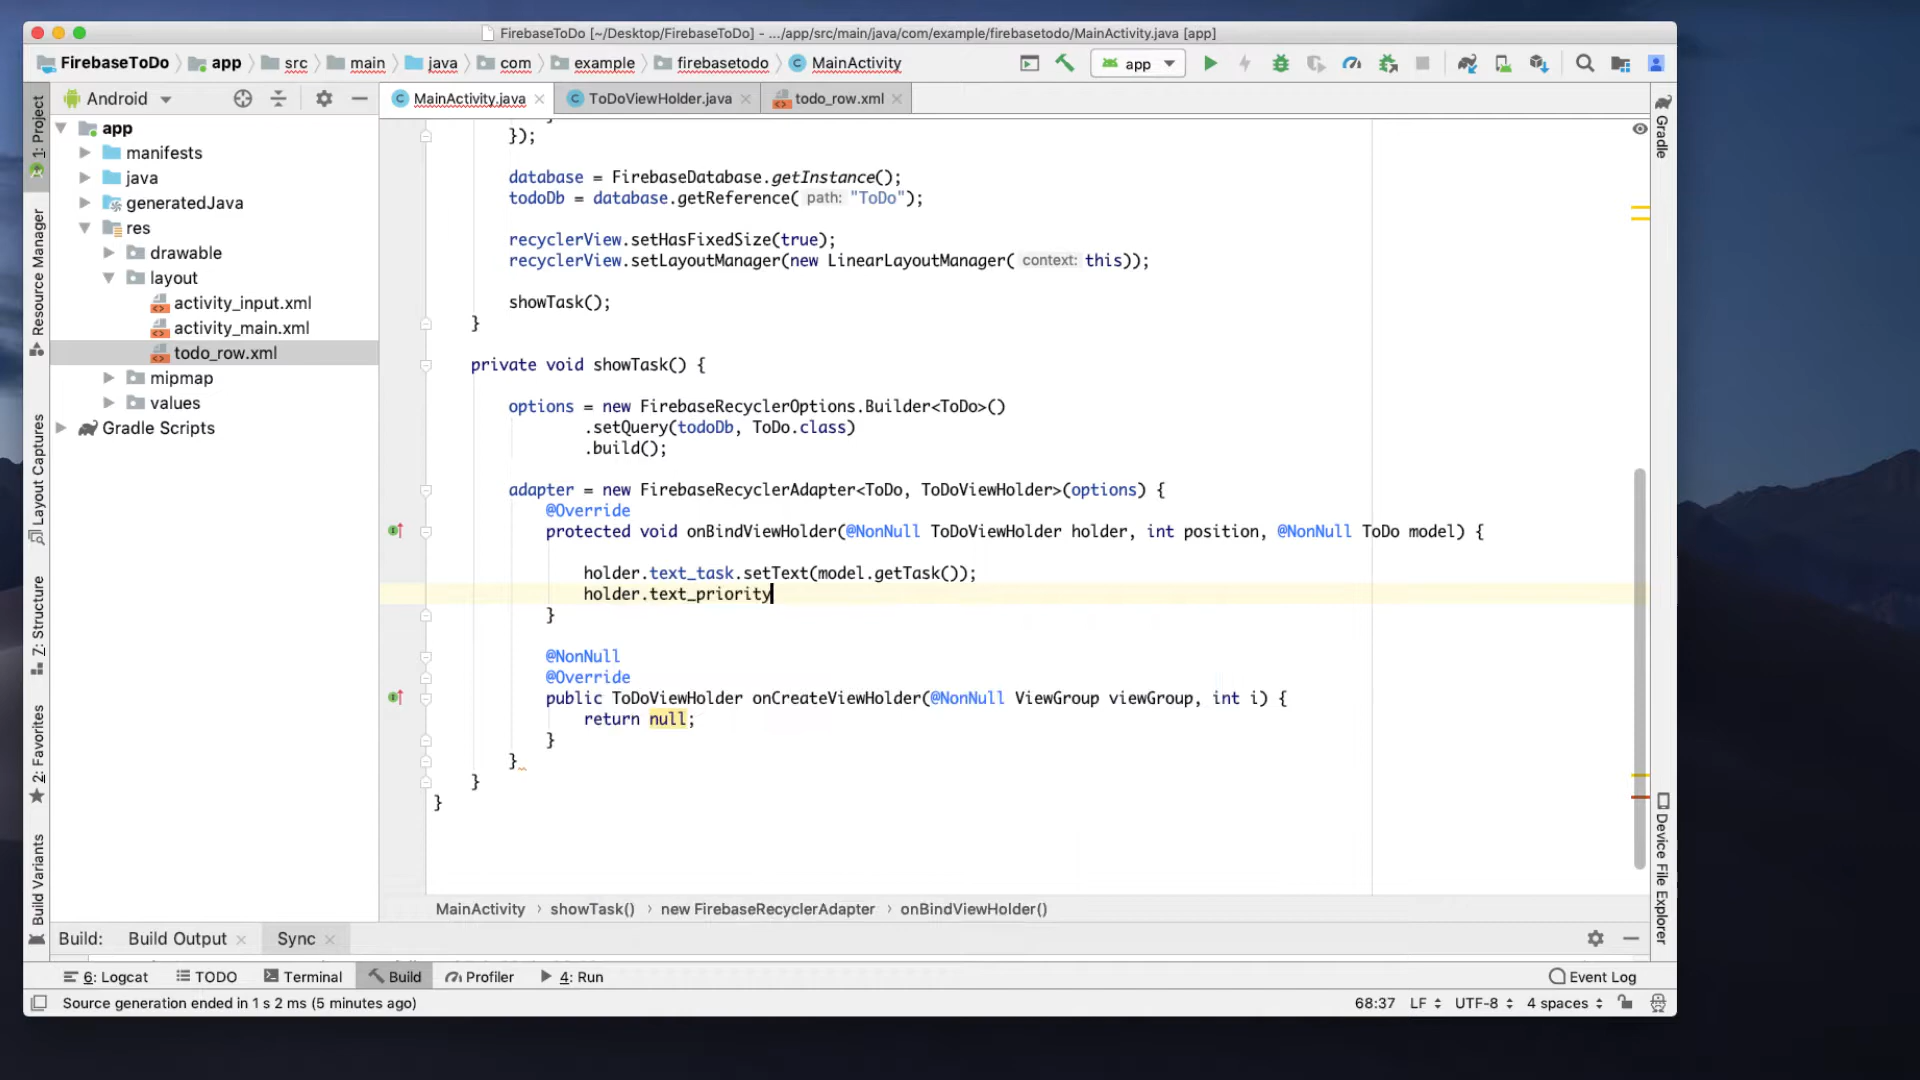 FirebaseToDo [~/Desktop/FirebaseToDo] - .../app/src/main/java/com/example/firebasetodo/MainActivity.java [app]
FirebaseToDo app src main java com example firebasetodo MainActivity app
Android MainActivity.java ToDoViewHolder.java todo_row.xml
app
manifests
java
generatedJava
res
drawable
layout
activity_input.xml
activity_main.xml
todo_row.xml
mipmap
values
Gradle Scripts
1: Project
Resource Manager
Layout Captures
Z: Structure
2: Favorites
Build Variants
});
database = FirebaseDatabase.getInstance();
todoDb = database.getReference( path: "ToDo");
recyclerView.setHasFixedSize(true);
recyclerView.setLayoutManager(new LinearLayoutManager( context: this));
showTask();
}
private void showTask() {
options = new FirebaseRecyclerOptions.Builder<ToDo>()
.setQuery(todoDb, ToDo.class)
.build();
adapter = new FirebaseRecyclerAdapter<ToDo, ToDoViewHolder>(options) {
@Override
protected void onBindViewHolder(@NonNull ToDoViewHolder holder, int position, @NonNull ToDo model) {
holder.text_task.setText(model.getTask());
holder.text_priority
}
@NonNull
@Override
public ToDoViewHolder onCreateViewHolder(@NonNull ViewGroup viewGroup, int i) {
return null;
}
}
}
}
Gradle
Device File Explorer
MainActivity › showTask() › new FirebaseRecyclerAdapter › onBindViewHolder()
Build: Build Output Sync
6: Logcat TODO Terminal Build Profiler 4: Run Event Log
Source generation ended in 1 s 2 ms (5 minutes ago) 68:37 LF UTF-8 4 spaces